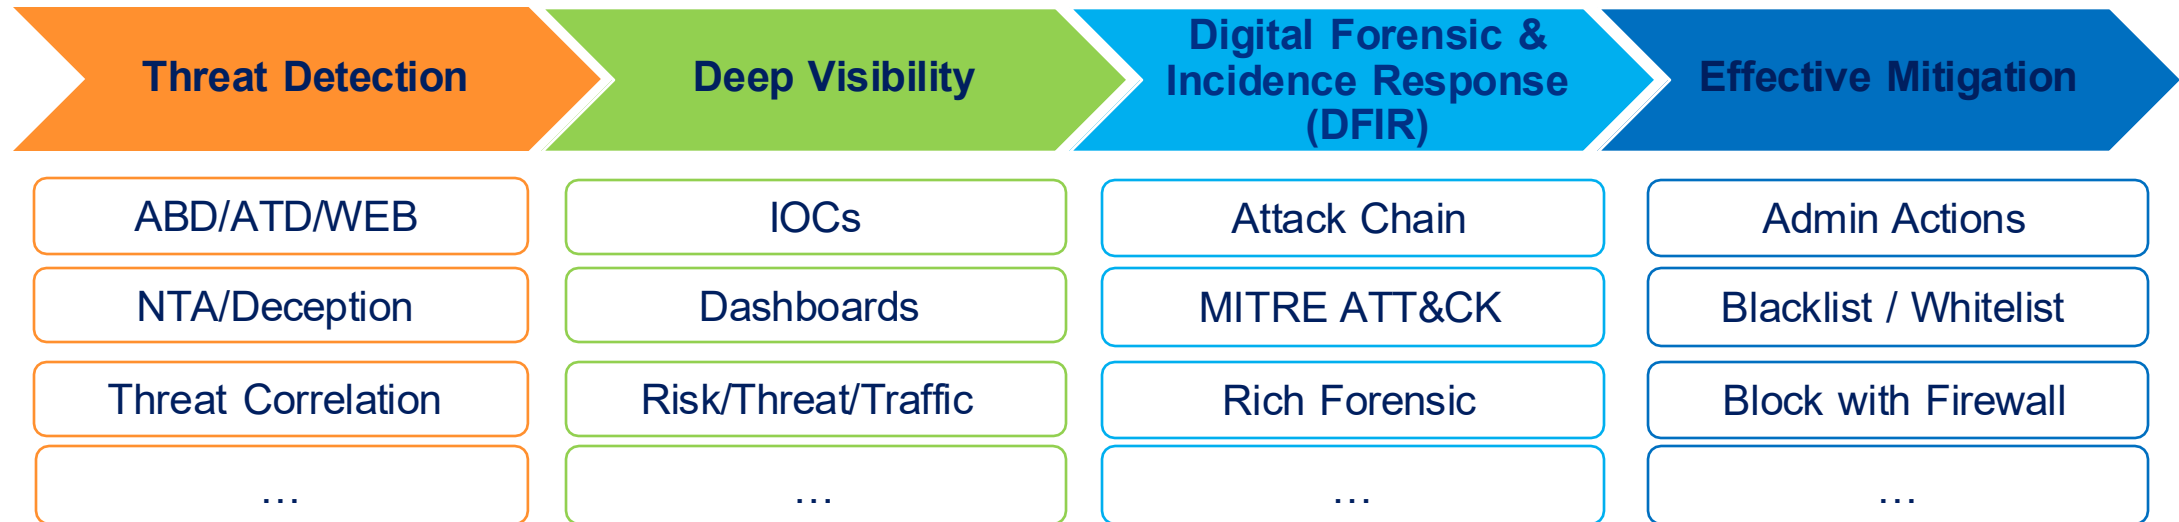 Threat Detection
Deep Visibility
Digital Forensic &
Incidence Response
(DFIR)
Effective Mitigation
ABD/ATD/WEB
IOCs
Attack Chain
Admin Actions
NTA/Deception
Dashboards
MITRE ATT&CK
Blacklist / Whitelist
Threat Correlation
Risk/Threat/Traffic
Rich Forensic
Block with Firewall
...
...
...
...